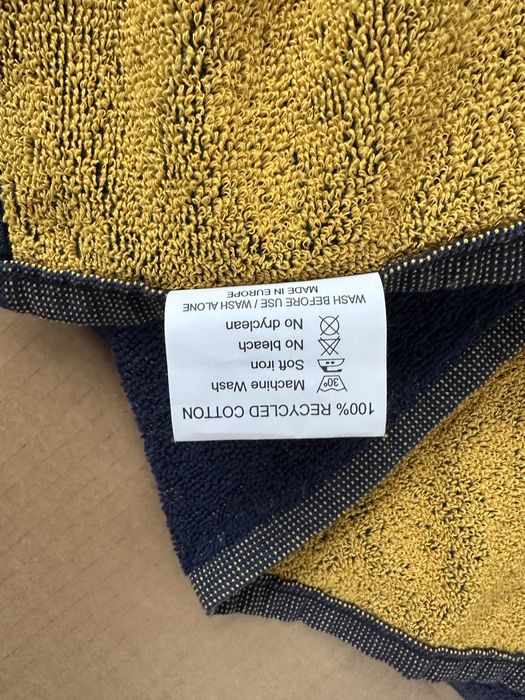 100% RECYCLED COTTON
30° Machine Wash
Soft iron
No bleach
No dryclean
WASH BEFORE USE / WASH ALONE
MADE IN EUROPE